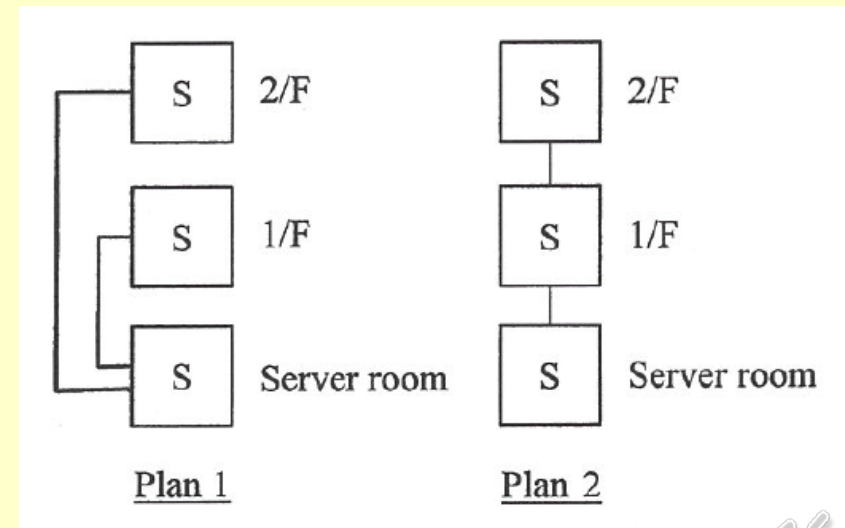 S 2/F S 2/F
S 1/F S 1/F
S Server room S Server room
Plan 1 Plan 2